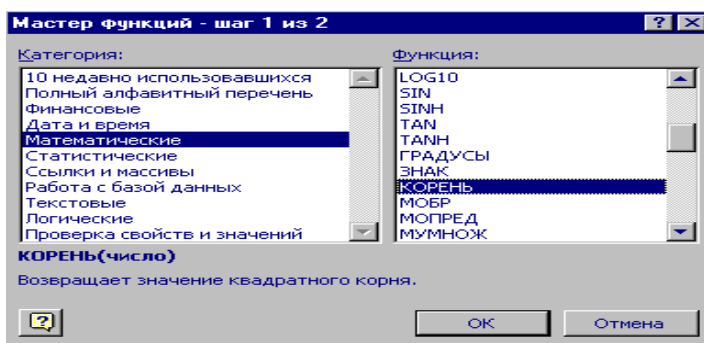 Мастер функций - шаг 1 из 2
Категория:
10 недавно использовавшихся
Полный алфавитный перечень
Финансовые
Дата и время
Математические
Статистические
Ссылки и массивы
Работа с базой данных
Текстовые
Логические
Проверка свойств и значений
Функция:
LOG10
SIN
SINH
TAN
TANH
ГРАДУСЫ
ЗНАК
КОРЕНЬ
МОБР
МОПРЕД
МУМНОЖ
КОРЕНЬ(число)
Возвращает значение квадратного корня.
ОК
Отмена